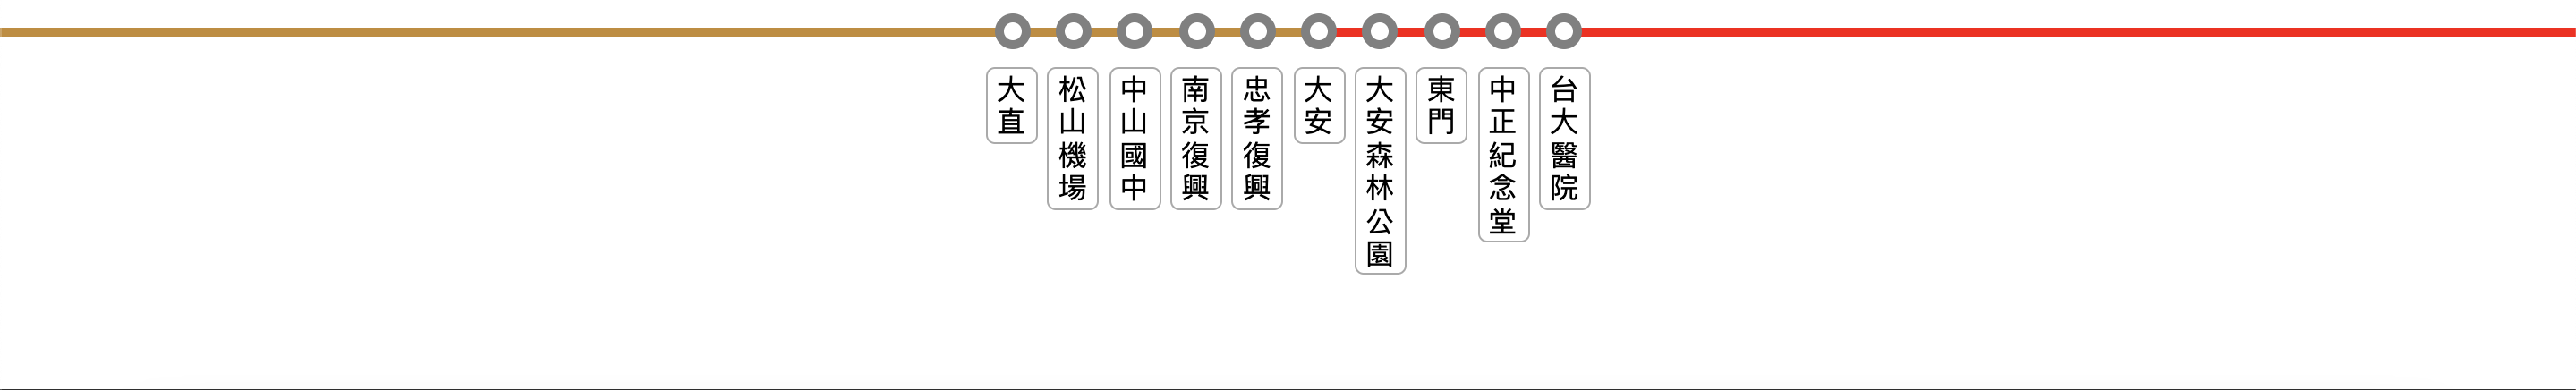 大直
松山機場
中山國中
南京復興
忠孝復興
大安
大安森林公園
東門
中正紀念堂
台大醫院